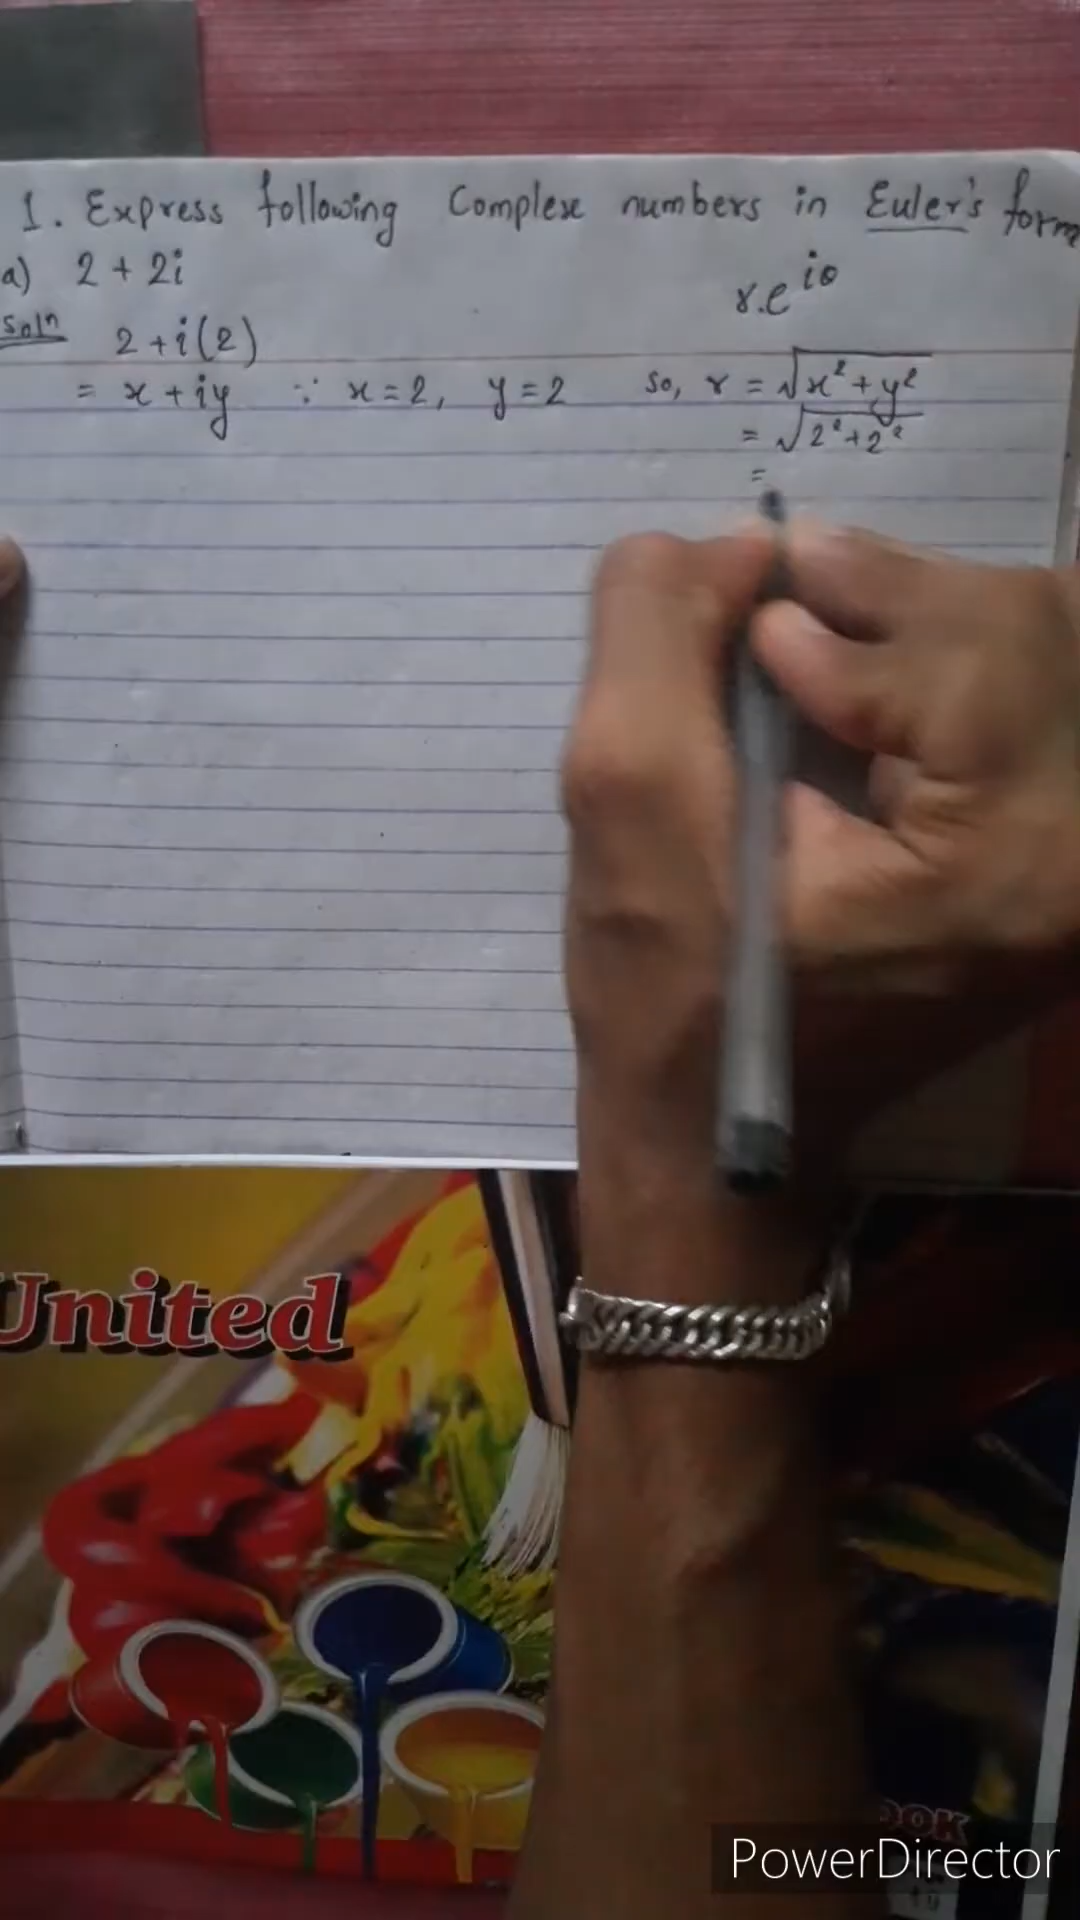 1. Express following Complex numbers in Euler's form
a) 2 + 2i
r.e^{iθ}
Soln 2 + i(2)
= x + iy ∵ x = 2, y = 2 So, r = √x² + y²
= √2² + 2²
=
United
OOK
PowerDirector